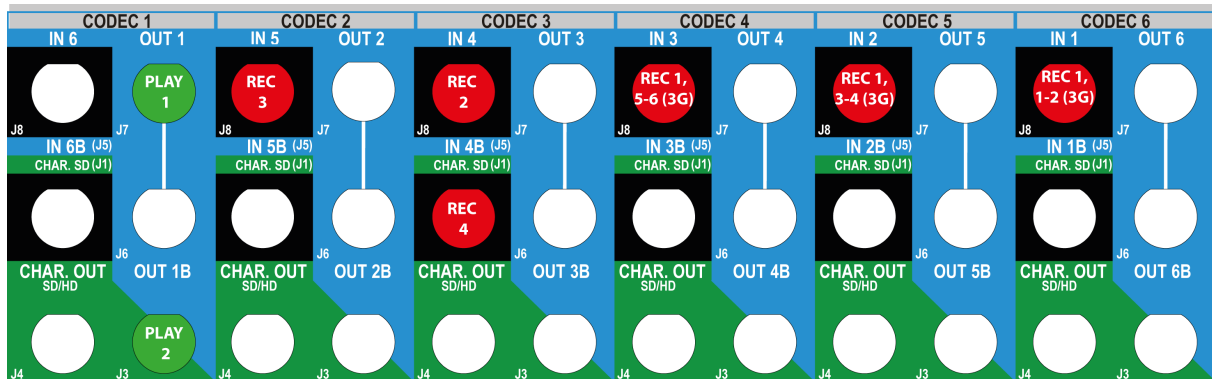 CODEC 1 CODEC 2 CODEC 3 CODEC 4 CODEC 5 CODEC 6
IN 6 OUT 1 IN 5 OUT 2 IN 4 OUT 3 IN 3 OUT 4 IN 2 OUT 5 IN 1 OUT 6
PLAY REC REC REC 1, REC 1, REC 1,
1 3 2 5-6 (3G) 3-4 (3G) 1-2 (3G)
J8 J7 J8 J7 J8 J7 J8 J7 J8 J7 J8 J7
IN 6B (J5) IN 5B (J5) IN 4B (J5) IN 3B (J5) IN 2B (J5) IN 1B (J5)
CHAR. SD (J1) CHAR. SD (J1) CHAR. SD (J1) CHAR. SD (J1) CHAR. SD (J1) CHAR. SD (J1)
REC
4
J6 J6 J6 J6 J6 J6
CHAR. OUT OUT 1B CHAR. OUT OUT 2B CHAR. OUT OUT 3B CHAR. OUT OUT 4B CHAR. OUT OUT 5B CHAR. OUT OUT 6B
SD/HD SD/HD SD/HD SD/HD SD/HD SD/HD
PLAY
2
J4 J3 J4 J3 J4 J3 J4 J3 J4 J3 J4 J3